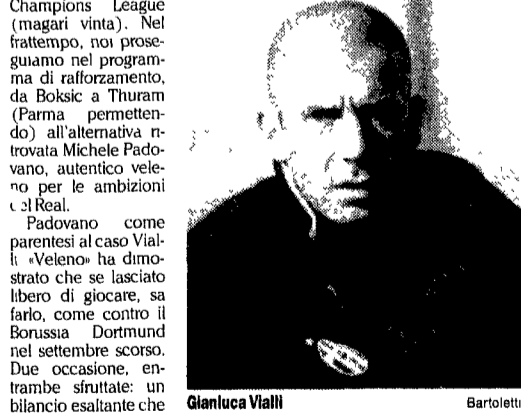 Champions League
(magari vinta). Nel
frattempo, noi prose-
guiamo nel program-
ma di rafforzamento,
da Boksic a Thuram
(Parma permetten-
do) all'alternativa ri-
trovata Michele Pado-
vano, autentico vele-
no per le ambizioni
del Real.
Padovano come
parentesi al caso Vial-
li «Veleno» ha dimo-
strato che se lasciato
libero di giocare, sa
farlo, come contro il
Borussia Dortmund
nel settembre scorso.
Due occasione, en-
trambe sfruttate: un
bilancio esaltante che
Gianluca Vialli
Bartoletti